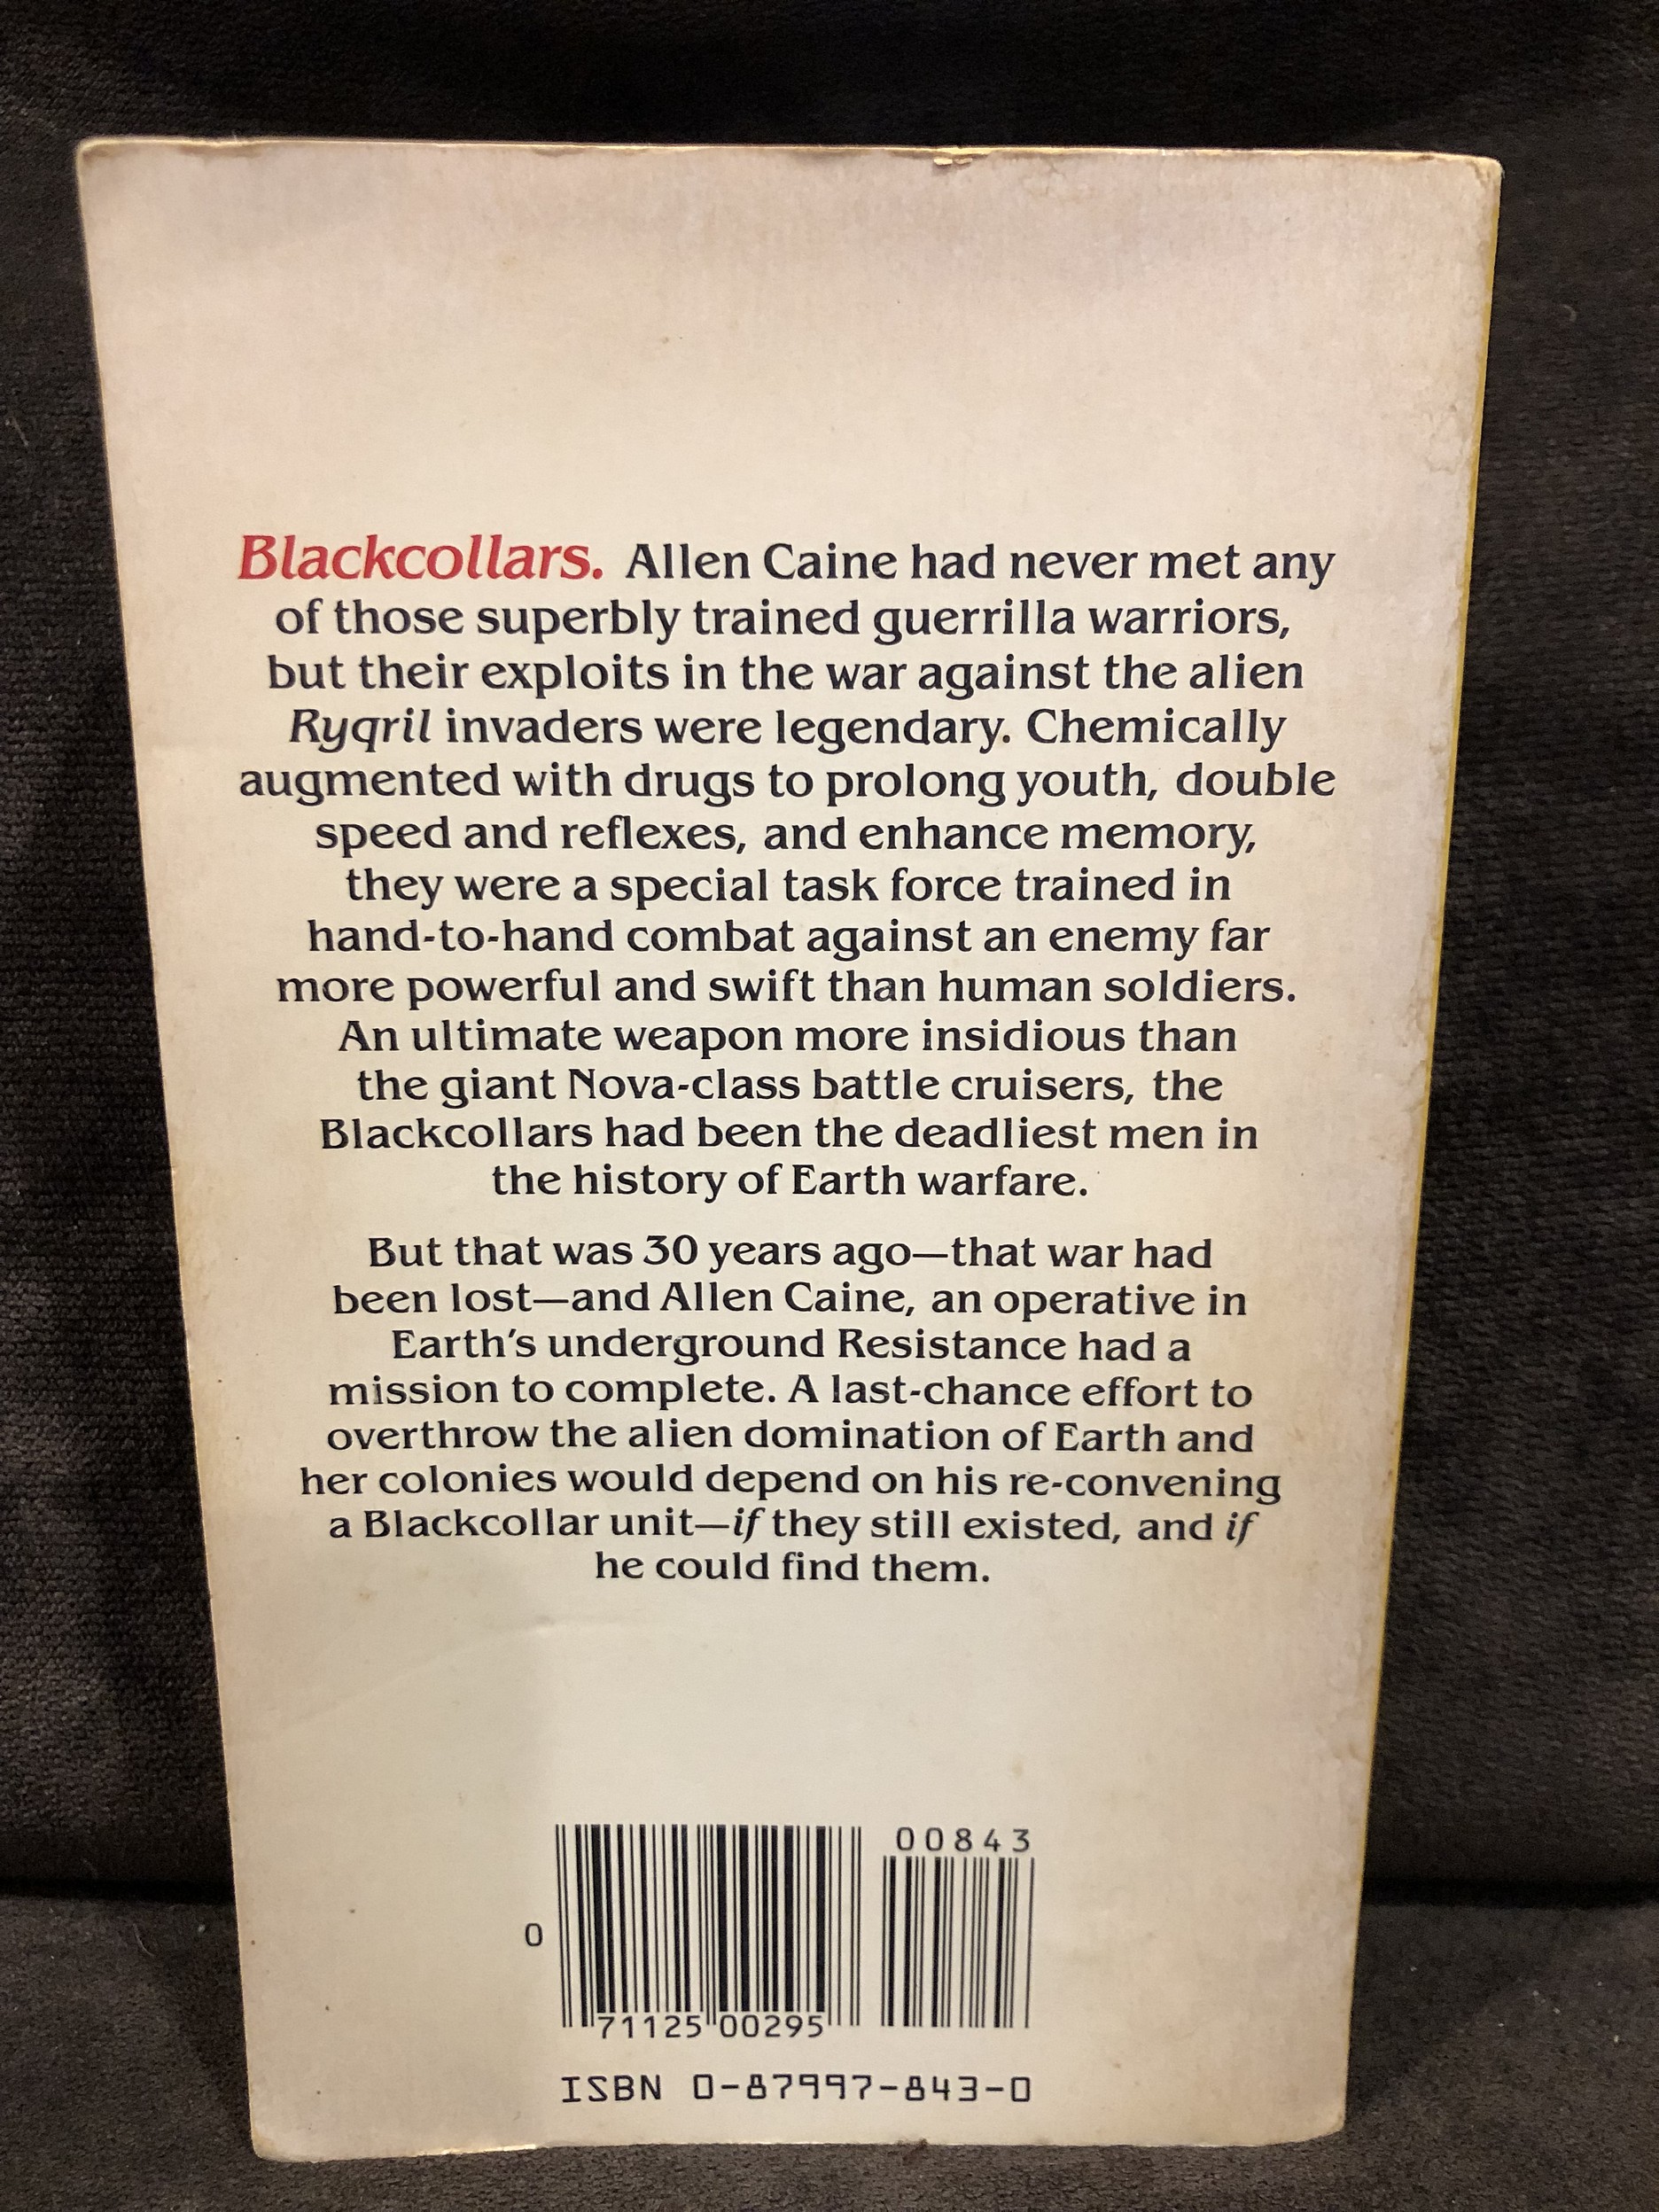 Blackcollars. Allen Caine had never met any
of those superbly trained guerrilla warriors,
but their exploits in the war against the alien
Ryqril invaders were legendary. Chemically
augmented with drugs to prolong youth, double
speed and reflexes, and enhance memory,
they were a special task force trained in
hand-to-hand combat against an enemy far
more powerful and swift than human soldiers.
An ultimate weapon more insidious than
the giant Nova-class battle cruisers, the
Blackcollars had been the deadliest men in
the history of Earth warfare.
But that was 30 years ago—that war had
been lost—and Allen Caine, an operative in
Earth's underground Resistance had a
mission to complete. A last-chance effort to
overthrow the alien domination of Earth and
her colonies would depend on his re-convening
a Blackcollar unit—if they still existed, and if
he could find them.
00843
0
71125 00295
ISBN 0-87997-843-0